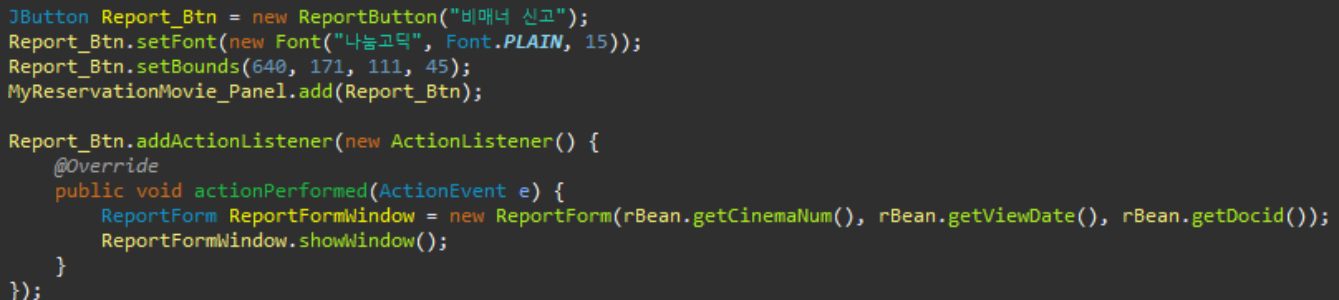 JButton Report_Btn = new ReportButton("비매너 신고");
Report_Btn.setFont(new Font("나눔고딕", Font.PLAIN, 15));
Report_Btn.setBounds(640, 171, 111, 45);
MyReservationMovie_Panel.add(Report_Btn);
Report_Btn.addActionListener(new ActionListener() {
@Override
public void actionPerformed(ActionEvent e) {
ReportForm ReportFormWindow = new ReportForm(rBean.getCinemaNum(), rBean.getViewDate(), rBean.getDocid());
ReportFormWindow.showWindow();
}
});